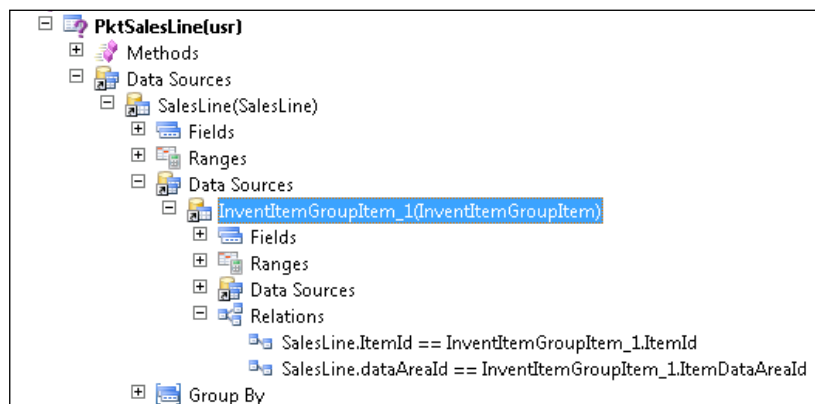 PktSalesLine(usr)
Methods
Data Sources
SalesLine(SalesLine)
Fields
Ranges
Data Sources
InventItemGroupItem_1(InventItemGroupItem)
Fields
Ranges
Data Sources
Relations
SalesLine.ItemId == InventItemGroupItem_1.ItemId
SalesLine.dataAreaId == InventItemGroupItem_1.ItemDataAreaId
Group By